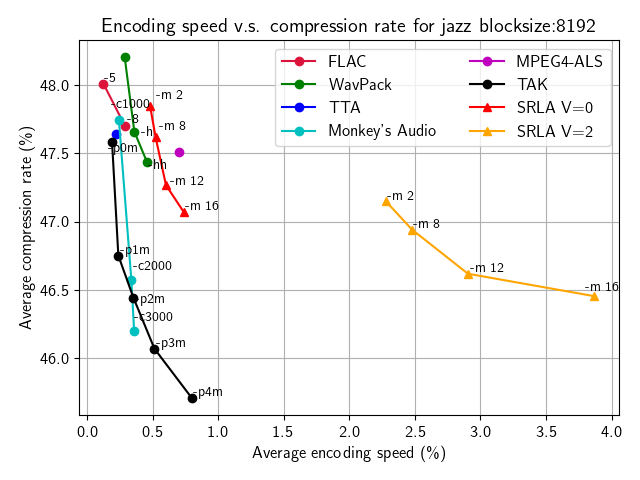 Encoding speed v.s. compression rate for jazz blocksize:8192
FLAC
WavPack
TTA
Monkey's Audio
MPEG4-ALS
TAK
SRLA V=0
SRLA V=2
Average compression rate (%)
48.0
47.5
47.0
46.5
46.0
-5
-8
-c1000
-h
-hh
-m 2
-m 8
-m 12
-m 16
-p0m
-p1m
-c2000
-p2m
-c3000
-p3m
-p4m
-m 2
-m 8
-m 12
-m 16
0.0 0.5 1.0 1.5 2.0 2.5 3.0 3.5 4.0
Average encoding speed (%)